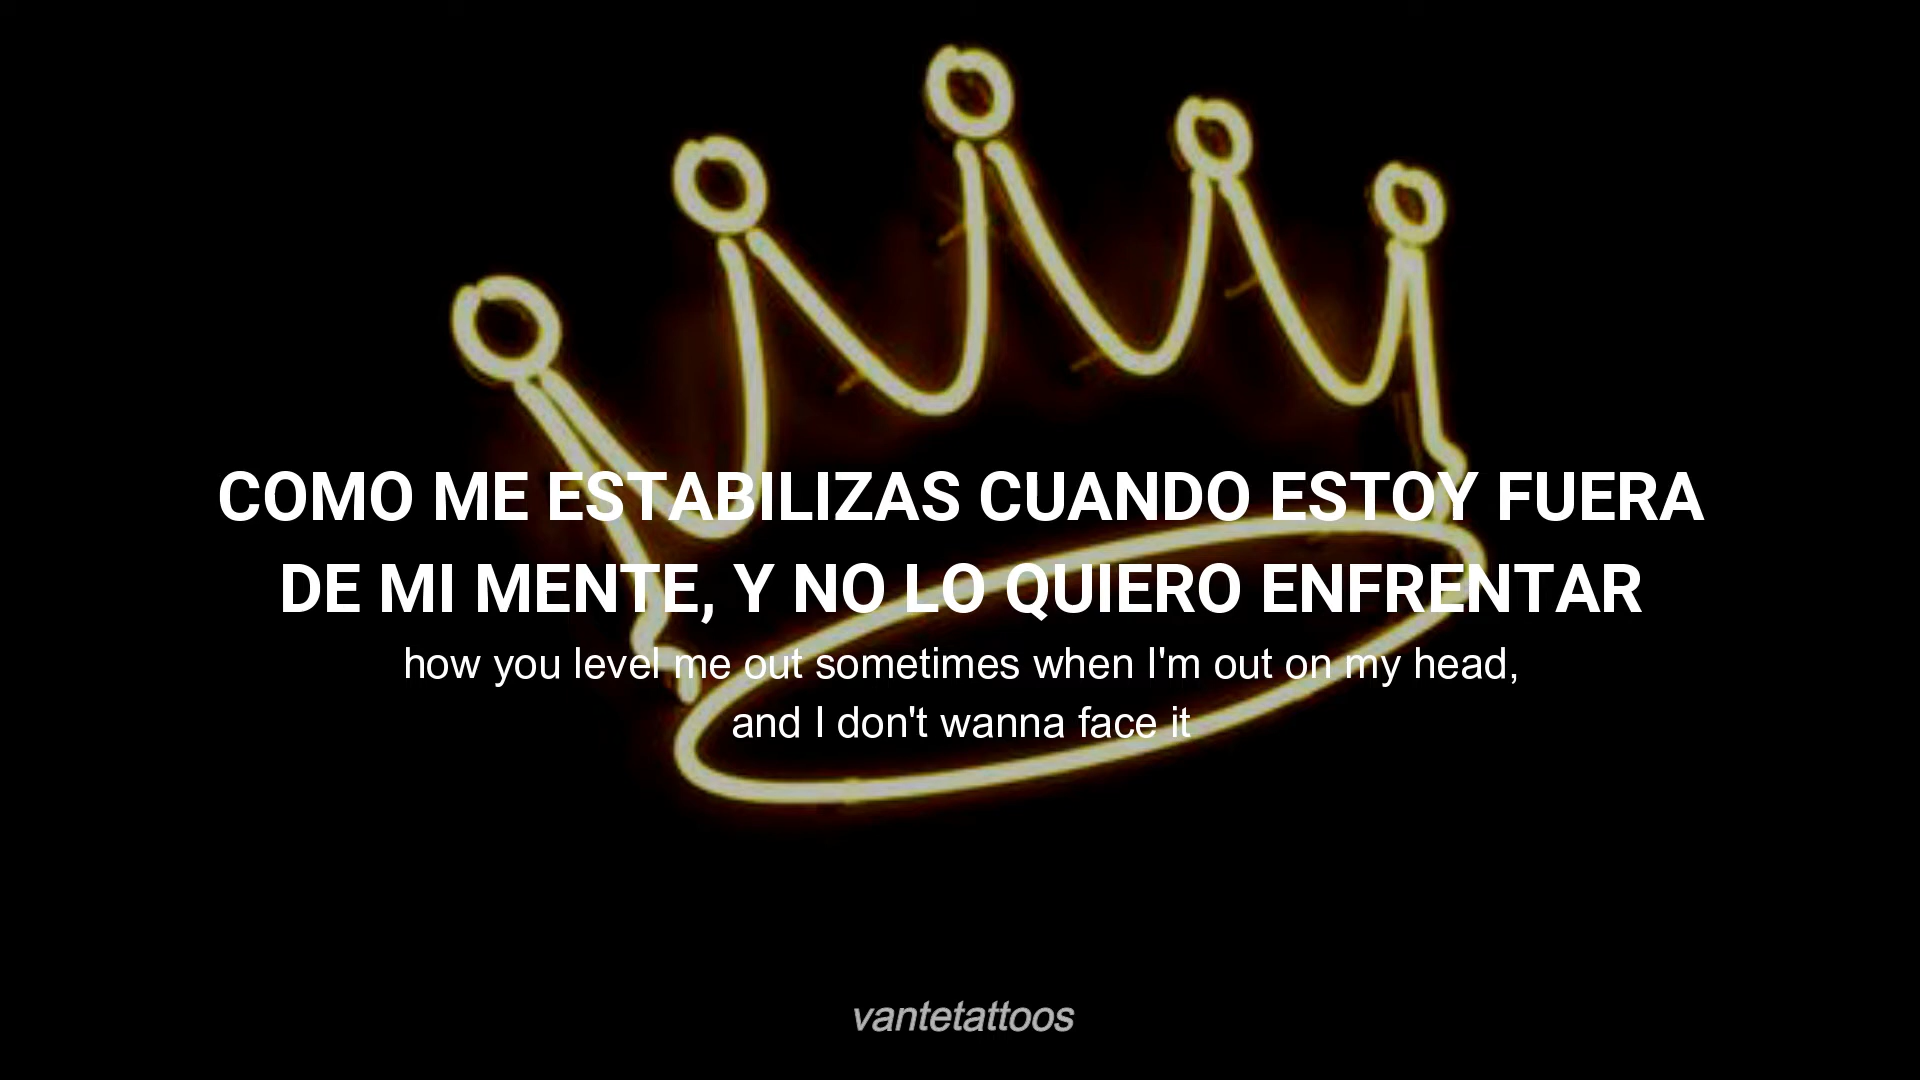 COMO ME ESTABILIZAS CUANDO ESTOY FUERA
DE MI MENTE, Y NO LO QUIERO ENFRENTAR
how you level me out sometimes when I'm out on my head,
and I don't wanna face it
vantetattoos